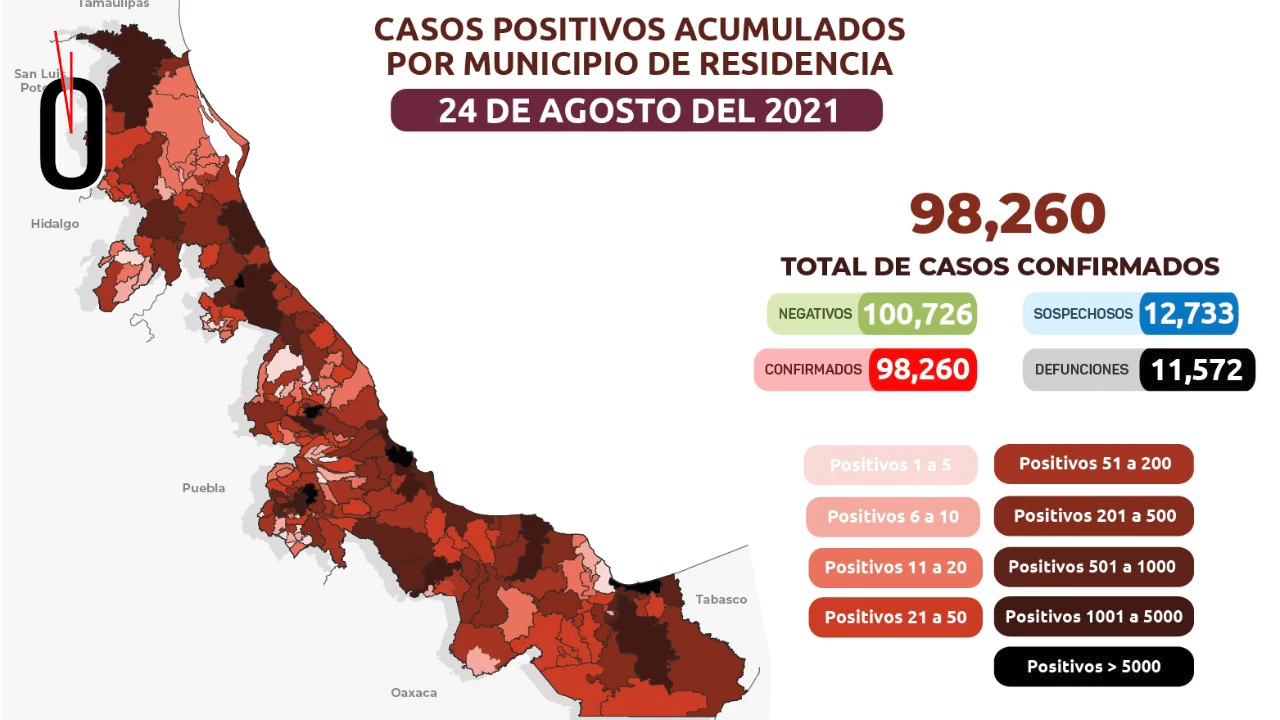 Tamaulipas
CASOS POSITIVOS ACUMULADOS
POR MUNICIPIO DE RESIDENCIA
24 DE AGOSTO DEL 2021
San Luis
0
Hidalgo
98,260
TOTAL DE CASOS CONFIRMADOS
NEGATIVOS 100,726
SOSPECHOSOS 12,733
CONFIRMADOS 98,260
DEFUNCIONES 11,572
Puebla
Positivos 1 a 5
Positivos 51 a 200
Positivos 6 a 10
Positivos 201 a 500
Positivos 11 a 20
Positivos 501 a 1000
Tabasco
Positivos 21 a 50
Positivos 1001 a 5000
Positivos > 5000
Oaxaca